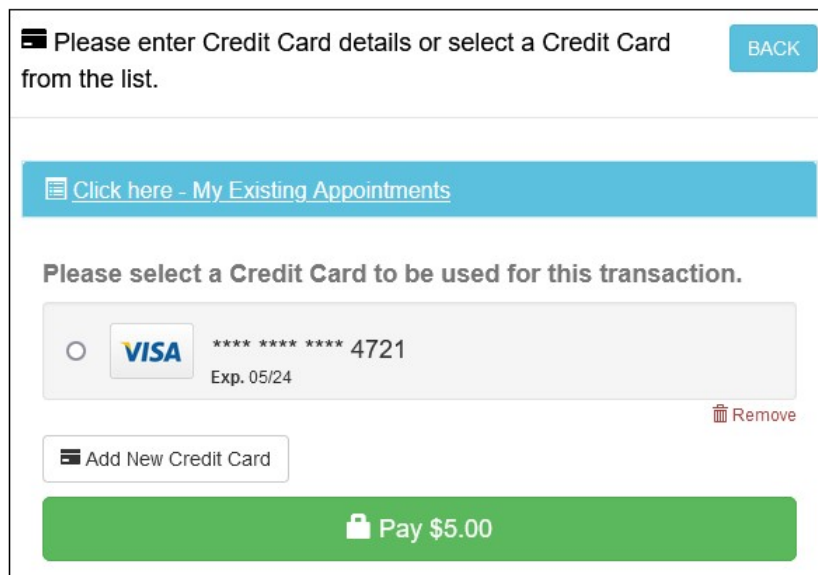 Please enter Credit Card details or select a Credit Card
from the list.
BACK
Click here - My Existing Appointments
Please select a Credit Card to be used for this transaction.
VISA
**** **** **** 4721
Exp. 05/24
Remove
Add New Credit Card
Pay $5.00